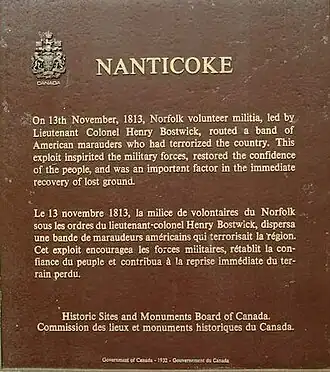 CANADA
NANTICOKE
On 13th November, 1813, Norfolk volunteer militia, led by
Lieutenant Colonel Henry Bostwick, routed a band of
American marauders who had terrorized the country. This
exploit inspirited the military forces, restored the confidence
of the people, and was an important factor in the immediate
recovery of lost ground.
Le 13 novembre 1813, la milice de volontaires du Norfolk
sous les ordres du lieutenant-colonel Henry Bostwick, dispersa
une bande de maraudeurs américains qui terrorisait la région.
Cet exploit encouragea les forces militaires, rétablit la con-
fiance du peuple et contribua à la reprise immédiate du ter-
rain perdu.
Historic Sites and Monuments Board of Canada.
Commission des lieux et monuments historiques du Canada.
Government of Canada - 1932 - Gouvernement du Canada